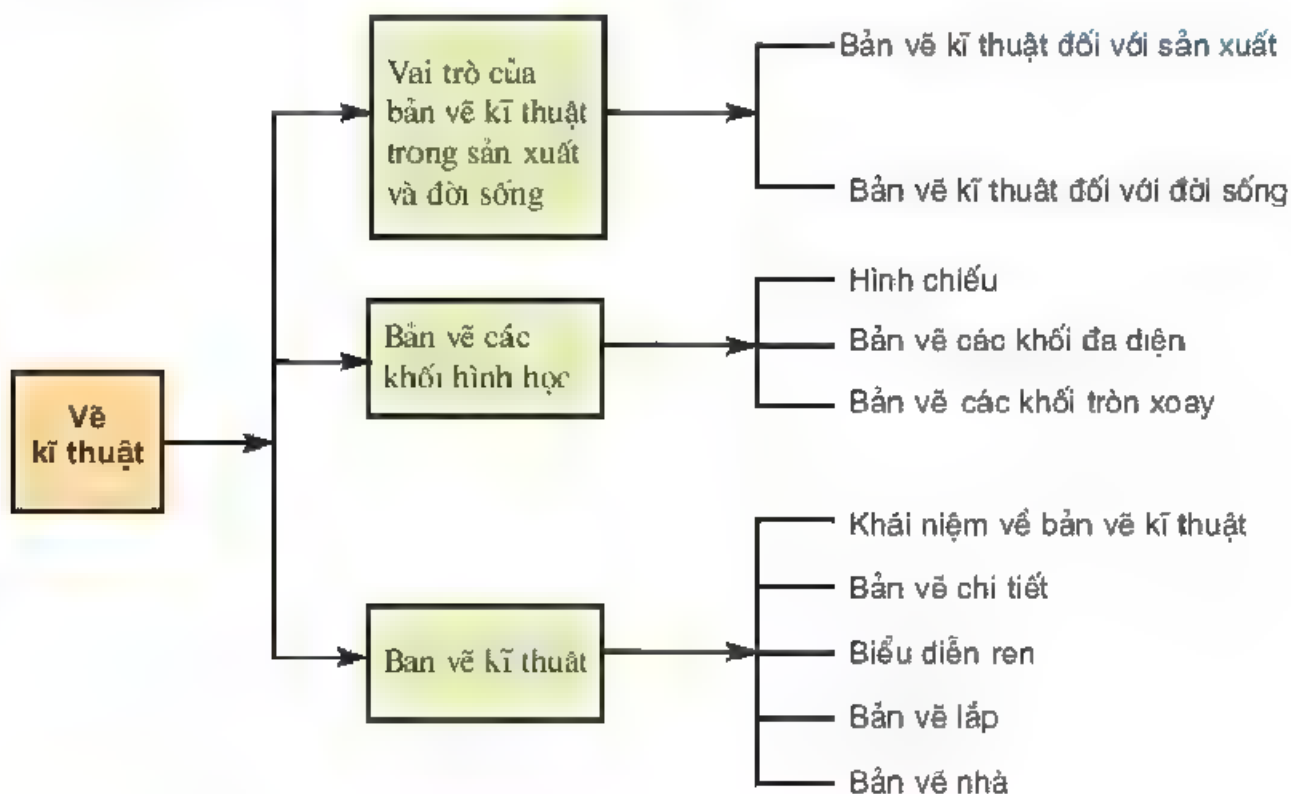 Vẽ
kĩ thuật
Vai trò của
bản vẽ kĩ thuật
trong sản xuất
và đời sống
Bản vẽ kĩ thuật đối với sản xuất
Bản vẽ kĩ thuât đối với đời sống
Bản vẽ các
khối hình học
Hình chiếu
Bản vẽ các khối đa diện
Bản vẽ các khối tròn xoay
Ban vẽ kĩ thuât
Khái niệm về bản vẽ kĩ thuật
Bản vẽ chi tiết
Biểu diễn ren
Bản vẽ lắp
Bản vẽ nhà